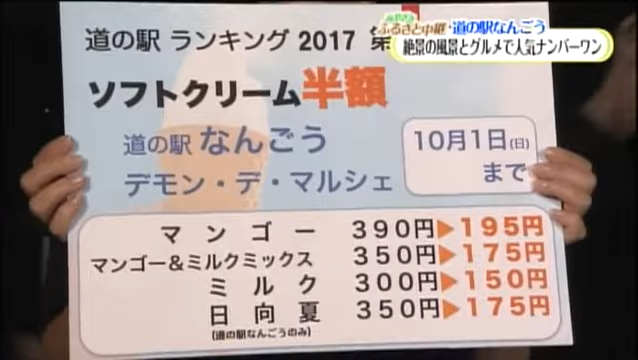 ふるさと中継・道の駅なんごう
絶景の風景とグルメで人気ナンバーワン
道の駅 ランキング 2017 第
ソフトクリーム半額
道の駅 なんごう
デモン・デ・マルシェ
10月1日(日)
まで
マンゴー 390円▶195円
マンゴー&ミルクミックス 350円▶175円
ミルク 300円▶150円
日向夏 350円▶175円
(道の駅なんごうのみ)